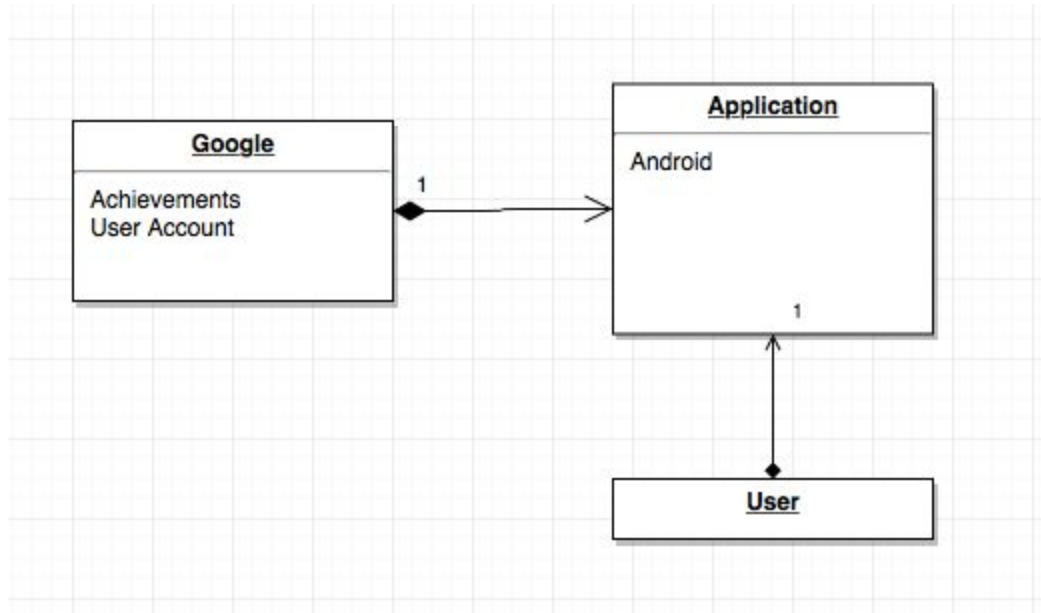 Google
Achievements
User Account
1
Application
Android
1
User